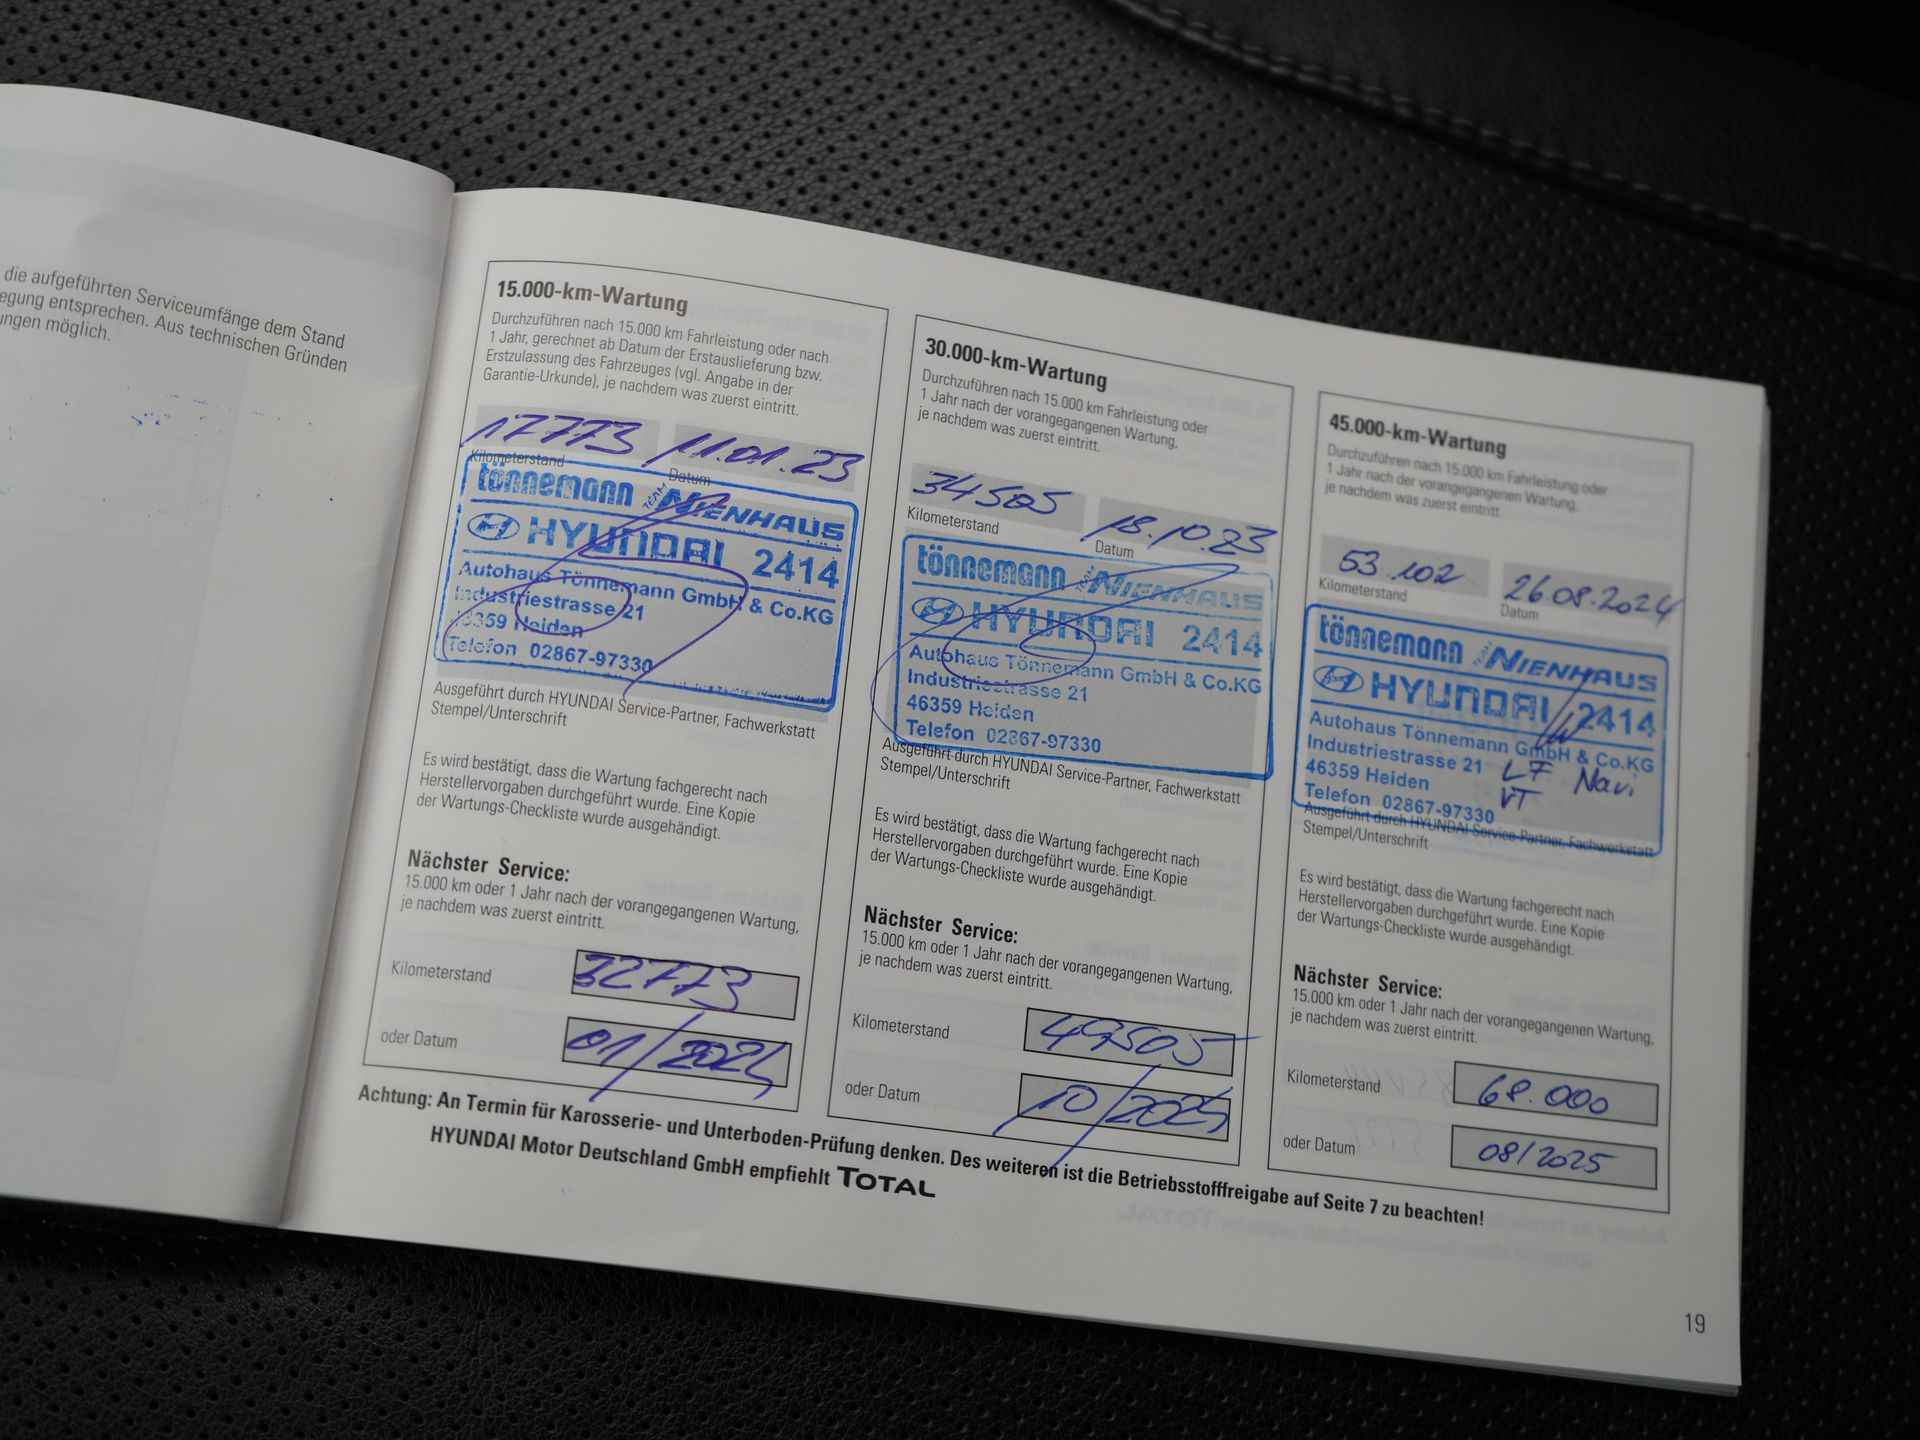 die aufgeführten Serviceumfänge dem Stand
egung entsprechen. Aus technischen Gründen
ungen möglich.
15.000-km-Wartung
Durchzuführen nach 15.000 km Fahrleistung oder nach
1 Jahr, gerechnet ab Datum der Erstauslieferung bzw.
Erstzulassung des Fahrzeuges (vgl. Angabe in der
Garantie-Urkunde), je nachdem was zuerst eintritt.
17773 11.01.23
Kilometerstand Datum
tönnemann TEAM NIENHAUS
HYUNDAI 2414
Autohaus Tönnemann GmbH & Co.KG
Industriestrasse 21
46359 Heiden
Telefon 02867-97330
Ausgeführt durch HYUNDAI Service-Partner, Fachwerkstatt
Stempel/Unterschrift
Es wird bestätigt, dass die Wartung fachgerecht nach
Herstellervorgaben durchgeführt wurde. Eine Kopie
der Wartungs-Checkliste wurde ausgehändigt.
Nächster Service:
15.000 km oder 1 Jahr nach der vorangegangenen Wartung,
je nachdem was zuerst eintritt.
Kilometerstand 32773
oder Datum 01/2024
30.000-km-Wartung
Durchzuführen nach 15.000 km Fahrleistung oder
1 Jahr nach der vorangegangenen Wartung,
je nachdem was zuerst eintritt.
34505 18.10.23
Kilometerstand Datum
tönnemann TEAM NIENHAUS
HYUNDAI 2414
Autohaus Tönnemann GmbH & Co.KG
Industriestrasse 21
46359 Heiden
Telefon 02867-97330
Ausgeführt durch HYUNDAI Service-Partner, Fachwerkstatt
Stempel/Unterschrift
Es wird bestätigt, dass die Wartung fachgerecht nach
Herstellervorgaben durchgeführt wurde. Eine Kopie
der Wartungs-Checkliste wurde ausgehändigt.
Nächster Service:
15.000 km oder 1 Jahr nach der vorangegangenen Wartung,
je nachdem was zuerst eintritt.
Kilometerstand 49505
oder Datum 10/2024
45.000-km-Wartung
Durchzuführen nach 15.000 km Fahrleistung oder
1 Jahr nach der vorangegangenen Wartung,
je nachdem was zuerst eintritt.
53.102 26.08.2024
Kilometerstand Datum
tönnemann TEAM NIENHAUS
HYUNDAI 2414
Autohaus Tönnemann GmbH & Co.KG
Industriestrasse 21
46359 Heiden
Telefon 02867-97330
Navi
Ausgeführt durch HYUNDAI Service-Partner, Fachwerkstatt
Stempel/Unterschrift
Es wird bestätigt, dass die Wartung fachgerecht nach
Herstellervorgaben durchgeführt wurde. Eine Kopie
der Wartungs-Checkliste wurde ausgehändigt.
Nächster Service:
15.000 km oder 1 Jahr nach der vorangegangenen Wartung,
je nachdem was zuerst eintritt.
Kilometerstand 68.000
oder Datum 08/2025
Achtung: An Termin für Karosserie- und Unterboden-Prüfung denken. Des weiteren ist die Betriebsstofffreigabe auf Seite 7 zu beachten!
HYUNDAI Motor Deutschland GmbH empfiehlt TOTAL
19